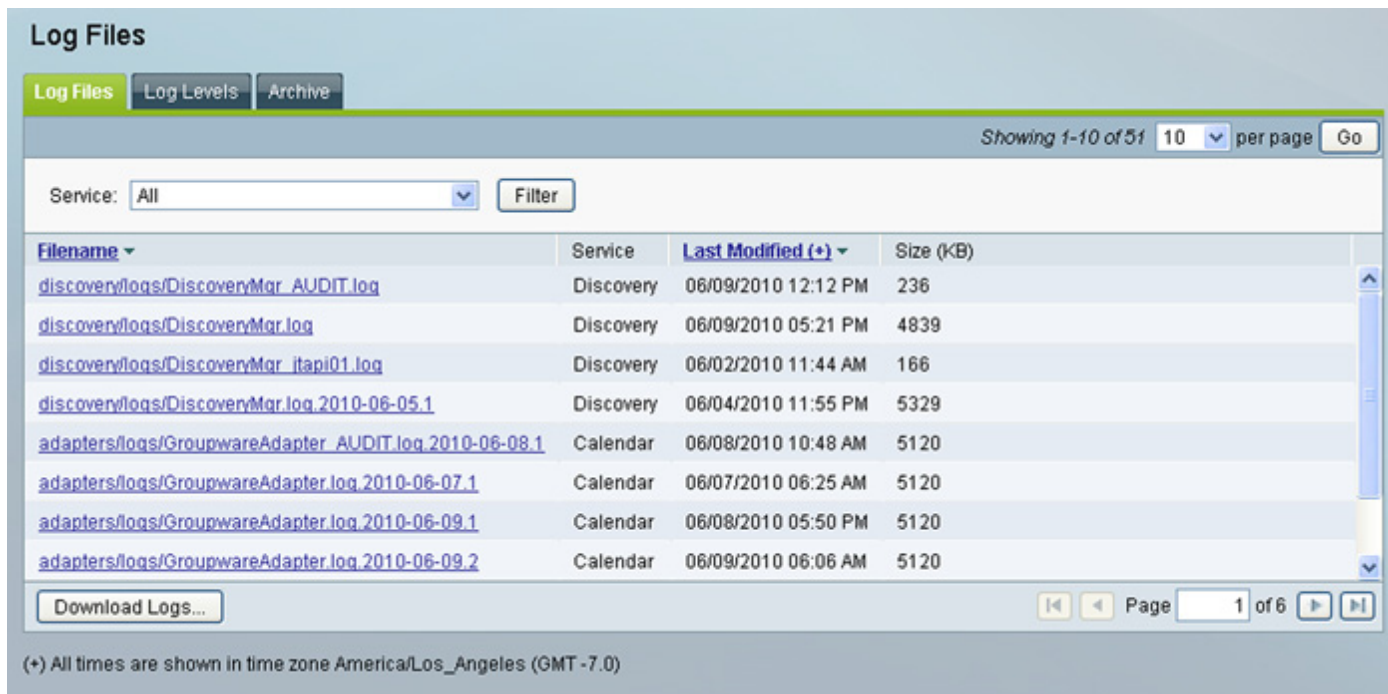 Log Files
Log Files Log Levels Archive
Showing 1-10 of 51 10 per page Go
Service: All Filter
Filename Service Last Modified (+) Size (KB)
discovery/logs/DiscoveryMgr_AUDIT.log Discovery 06/09/2010 12:12 PM 236
discovery/logs/DiscoveryMgr.log Discovery 06/09/2010 05:21 PM 4839
discovery/logs/DiscoveryMgr_jtapi01.log Discovery 06/02/2010 11:44 AM 166
discovery/logs/DiscoveryMgr.log.2010-06-05.1 Discovery 06/04/2010 11:55 PM 5329
adapters/logs/GroupwareAdapter_AUDIT.log.2010-06-08.1 Calendar 06/08/2010 10:48 AM 5120
adapters/logs/GroupwareAdapter.log.2010-06-07.1 Calendar 06/07/2010 06:25 AM 5120
adapters/logs/GroupwareAdapter.log.2010-06-09.1 Calendar 06/08/2010 05:50 PM 5120
adapters/logs/GroupwareAdapter.log.2010-06-09.2 Calendar 06/09/2010 06:06 AM 5120
Download Logs... Page 1 of 6
(+) All times are shown in time zone America/Los_Angeles (GMT -7.0)